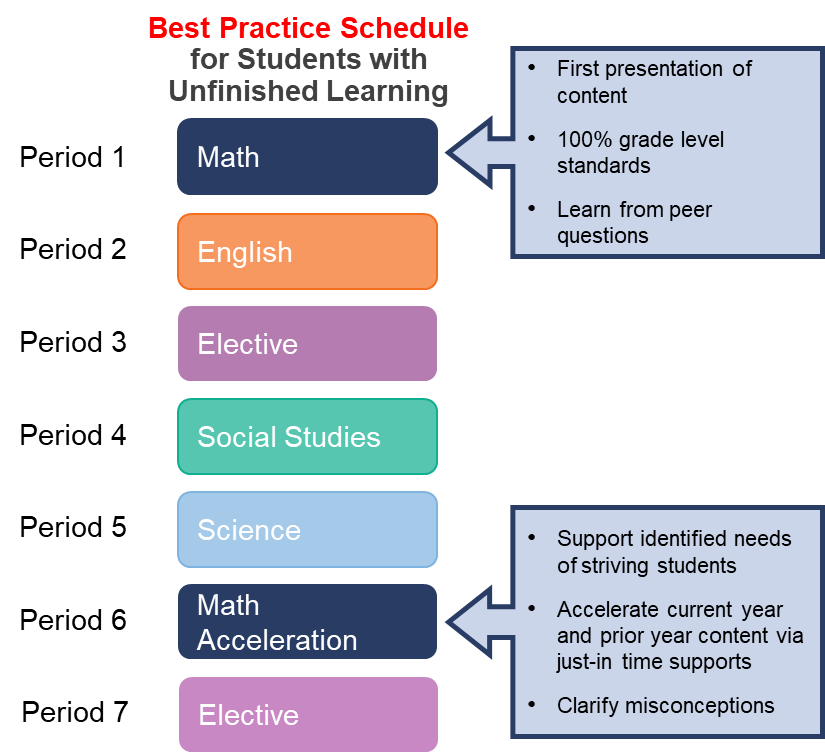 Best Practice Schedule
for Students with
Unfinished Learning
Period 1
Math
• First presentation of
content
• 100% grade level
standards
• Learn from peer
questions
Period 2
English
Period 3
Elective
Period 4
Social Studies
Period 5
Science
Period 6
Math
Acceleration
• Support identified needs
of striving students
• Accelerate current year
and prior year content via
just-in time supports
• Clarify misconceptions
Period 7
Elective